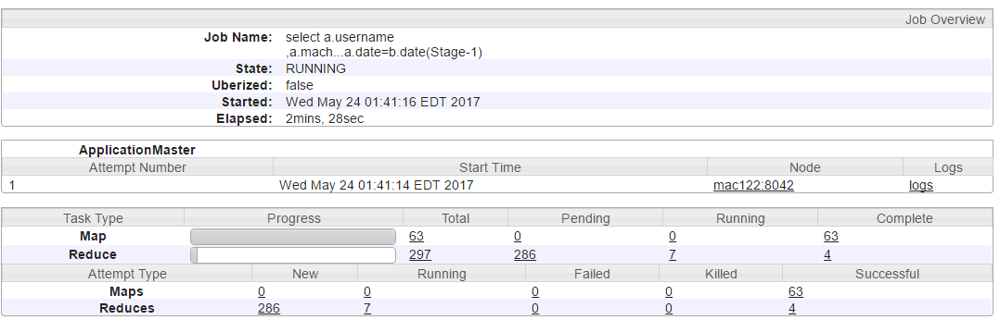 Job Overview
Job Name: select a.username
,a.mach...a.date=b.date(Stage-1)
State: RUNNING
Uberized: false
Started: Wed May 24 01:41:16 EDT 2017
Elapsed: 2mins, 28sec
ApplicationMaster
Attempt Number Start Time Node Logs
1 Wed May 24 01:41:14 EDT 2017 mac122:8042 logs
Task Type Progress Total Pending Running Complete
Map 63 0 0 63
Reduce 297 286 7 4
Attempt Type New Running Failed Killed Successful
Maps 0 0 0 0 63
Reduces 286 7 0 0 4